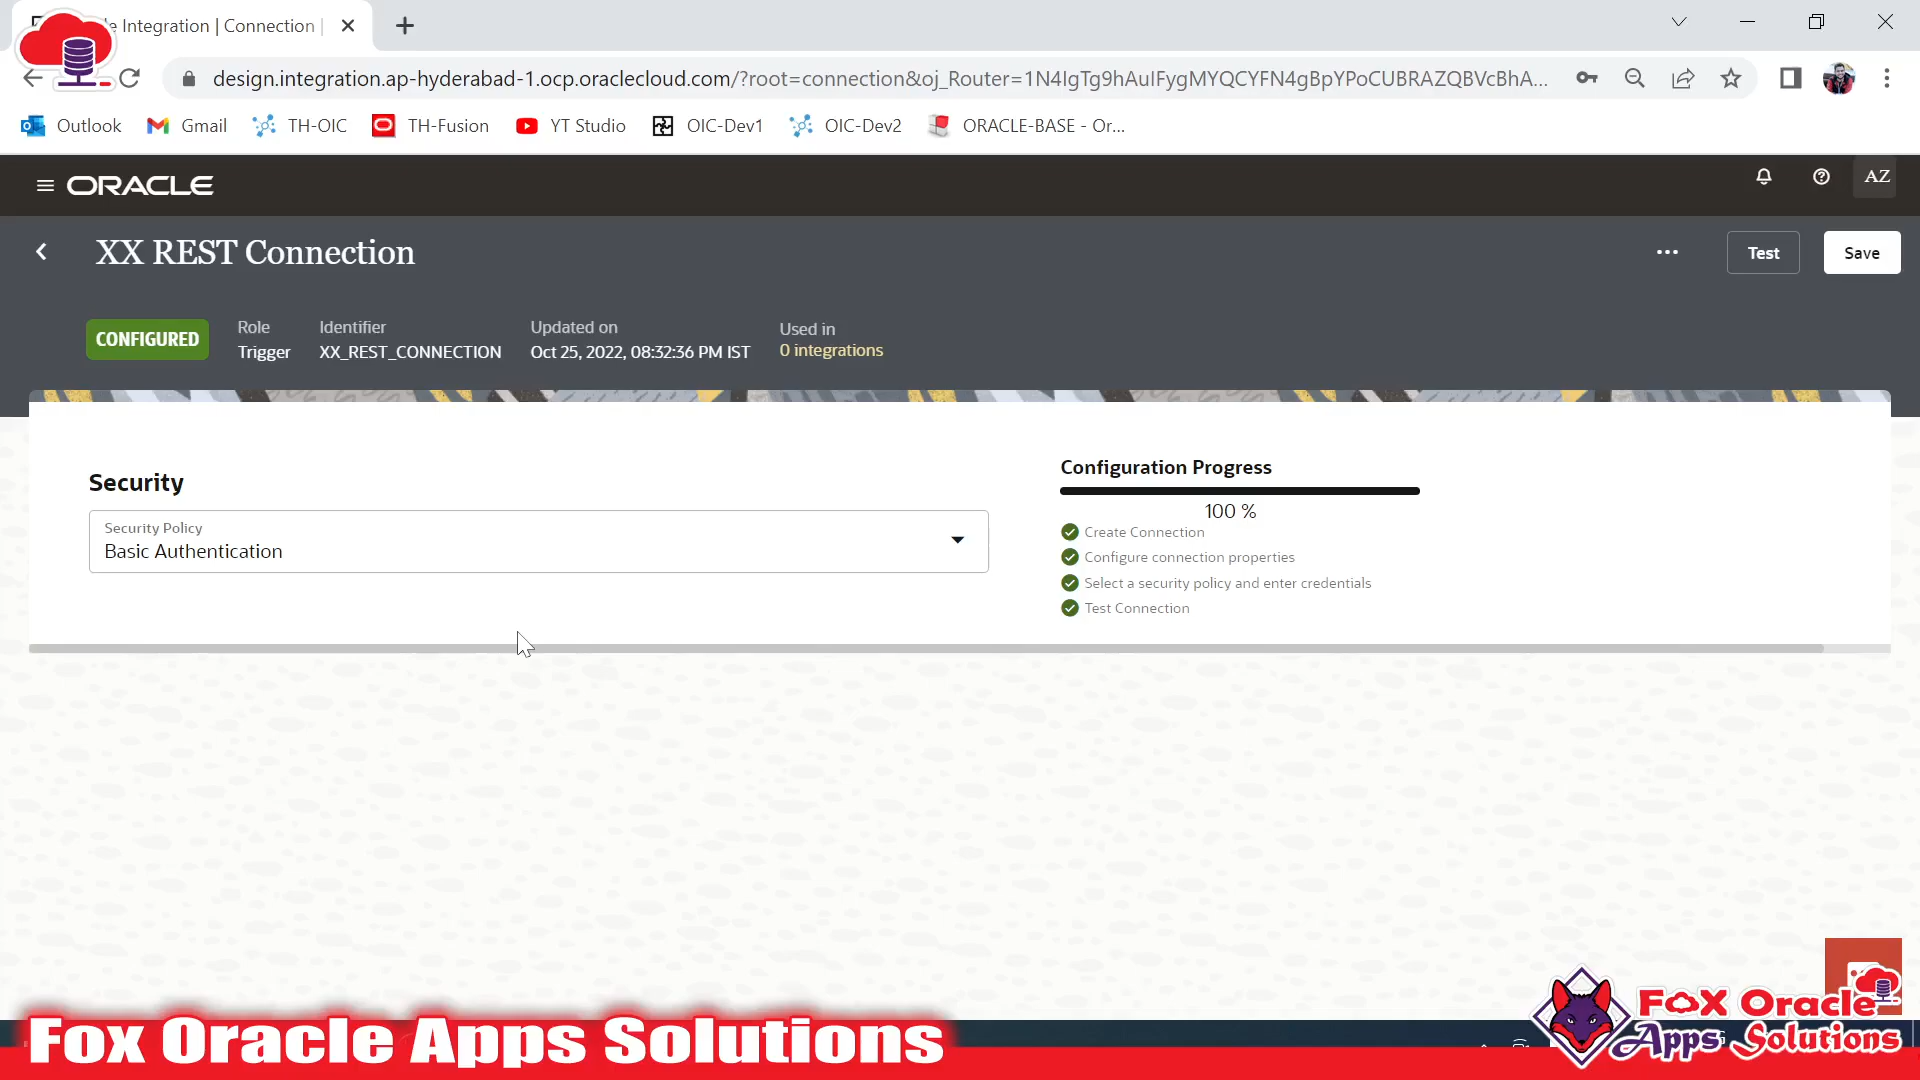 Integration | Connection |
design.integration.ap-hyderabad-1.ocp.oraclecloud.com/?root=connection&oj_Router=1N4IgTg9hAuIFygMYQCYFN4gBpYPoCUBRAZQBVcBhA...
Outlook Gmail TH-OIC TH-Fusion YT Studio OIC-Dev1 OIC-Dev2 ORACLE-BASE - Or...
ORACLE AZ
XX REST Connection ... Test Save
CONFIGURED
Role
Trigger
Identifier
XX_REST_CONNECTION
Updated on
Oct 25, 2022, 08:32:36 PM IST
Used in
0 integrations
Security
Security Policy
Basic Authentication
Configuration Progress
100 %
Create Connection
Configure connection properties
Select a security policy and enter credentials
Test Connection
Fox Oracle Apps Solutions
Fox Oracle
Apps Solutions